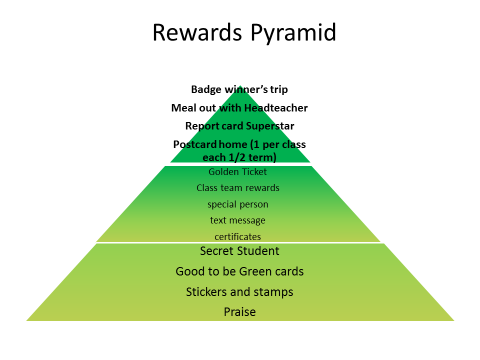 Rewards Pyramid
Badge winner's trip
Meal out with Headteacher
Report card Superstar
Postcard home (1 per class
each 1/2 term)
Golden Ticket
Class team rewards
special person
text message
certificates
Secret Student
Good to be Green cards
Stickers and stamps
Praise